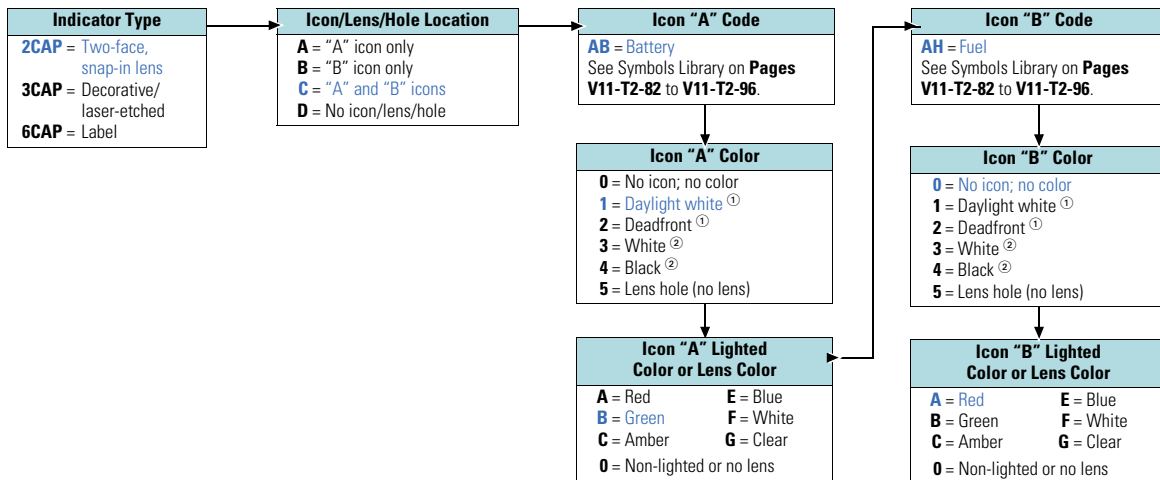 Indicator Type
2CAP = Two-face,
snap-in lens
3CAP = Decorative/
laser-etched
6CAP = Label
Icon/Lens/Hole Location
A = “A” icon only
B = “B” icon only
C = “A” and “B” icons
D = No icon/lens/hole
Icon “A” Code
AB = Battery
See Symbols Library on Pages
V11-T2-82 to V11-T2-96.
Icon “A” Color
0 = No icon; no color
1 = Daylight white ①
2 = Deadfront ①
3 = White ②
4 = Black ②
5 = Lens hole (no lens)
Icon “A” Lighted
Color or Lens Color
A = Red E = Blue
B = Green F = White
C = Amber G = Clear
0 = Non-lighted or no lens
Icon “B” Code
AH = Fuel
See Symbols Library on Pages
V11-T2-82 to V11-T2-96.
Icon “B” Color
0 = No icon; no color
1 = Daylight white ①
2 = Deadfront ①
3 = White ②
4 = Black ②
5 = Lens hole (no lens)
Icon “B” Lighted
Color or Lens Color
A = Red E = Blue
B = Green F = White
C = Amber G = Clear
0 = Non-lighted or no lens